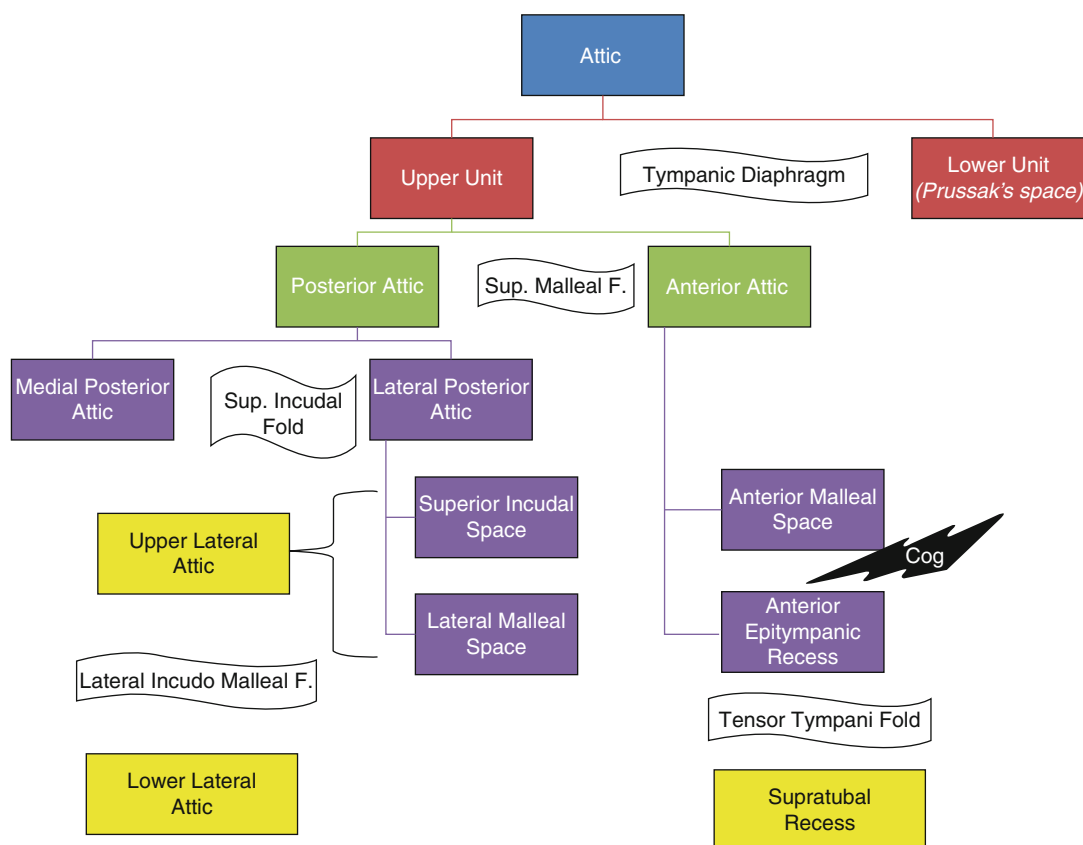 Attic
Upper Unit
Tympanic Diaphragm
Lower Unit
(Prussak's space)
Posterior Attic
Sup. Malleal F.
Anterior Attic
Medial Posterior
Attic
Sup. Incudal
Fold
Lateral Posterior
Attic
Superior Incudal
Space
Anterior Malleal
Space
Upper Lateral
Attic
Cog
Lateral Malleal
Space
Anterior
Epitympanic
Recess
Lateral Incudo Malleal F.
Tensor Tympani Fold
Lower Lateral
Attic
Supratubal
Recess